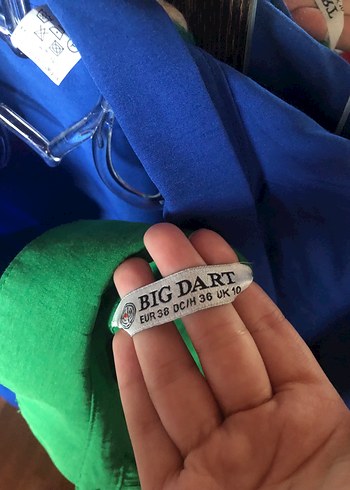 BIG DART
EUR 38 DC/H 36 UK 10